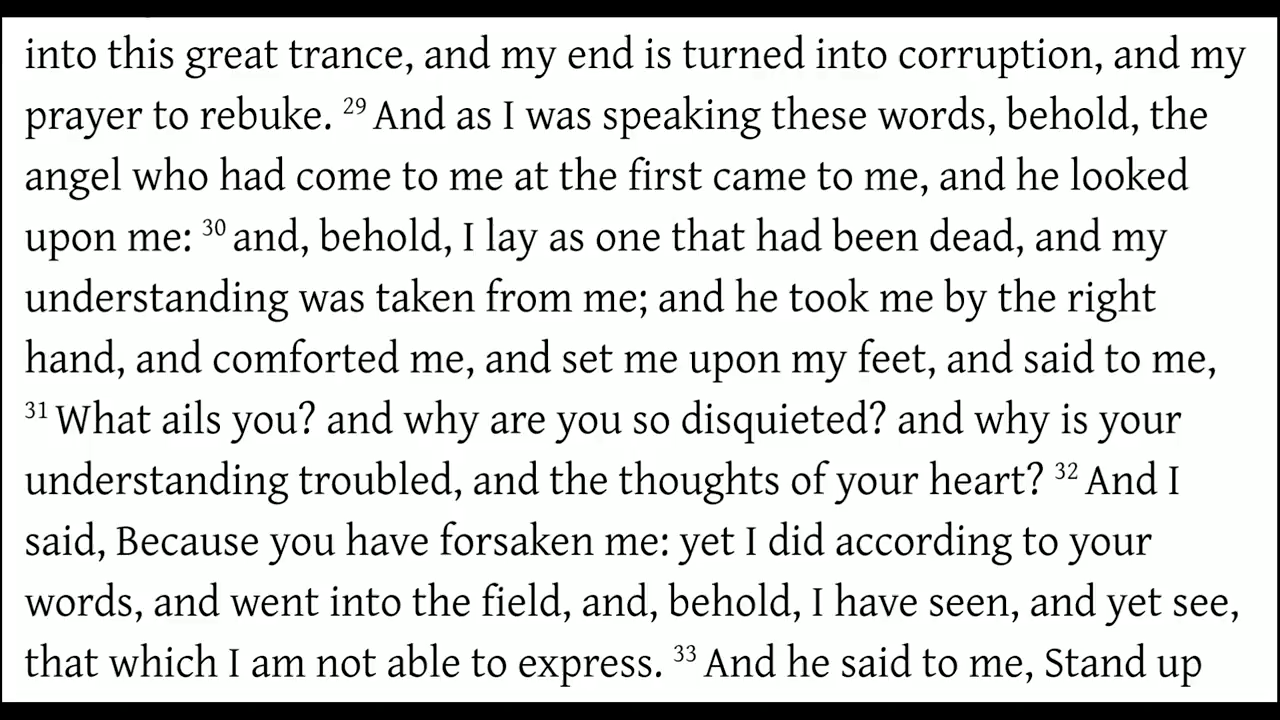 into this great trance, and my end is turned into corruption, and my
prayer to rebuke. 29 And as I was speaking these words, behold, the
angel who had come to me at the first came to me, and he looked
upon me: 30 and, behold, I lay as one that had been dead, and my
understanding was taken from me; and he took me by the right
hand, and comforted me, and set me upon my feet, and said to me,
31 What ails you? and why are you so disquieted? and why is your
understanding troubled, and the thoughts of your heart? 32 And I
said, Because you have forsaken me: yet I did according to your
words, and went into the field, and, behold, I have seen, and yet see,
that which I am not able to express. 33 And he said to me, Stand up